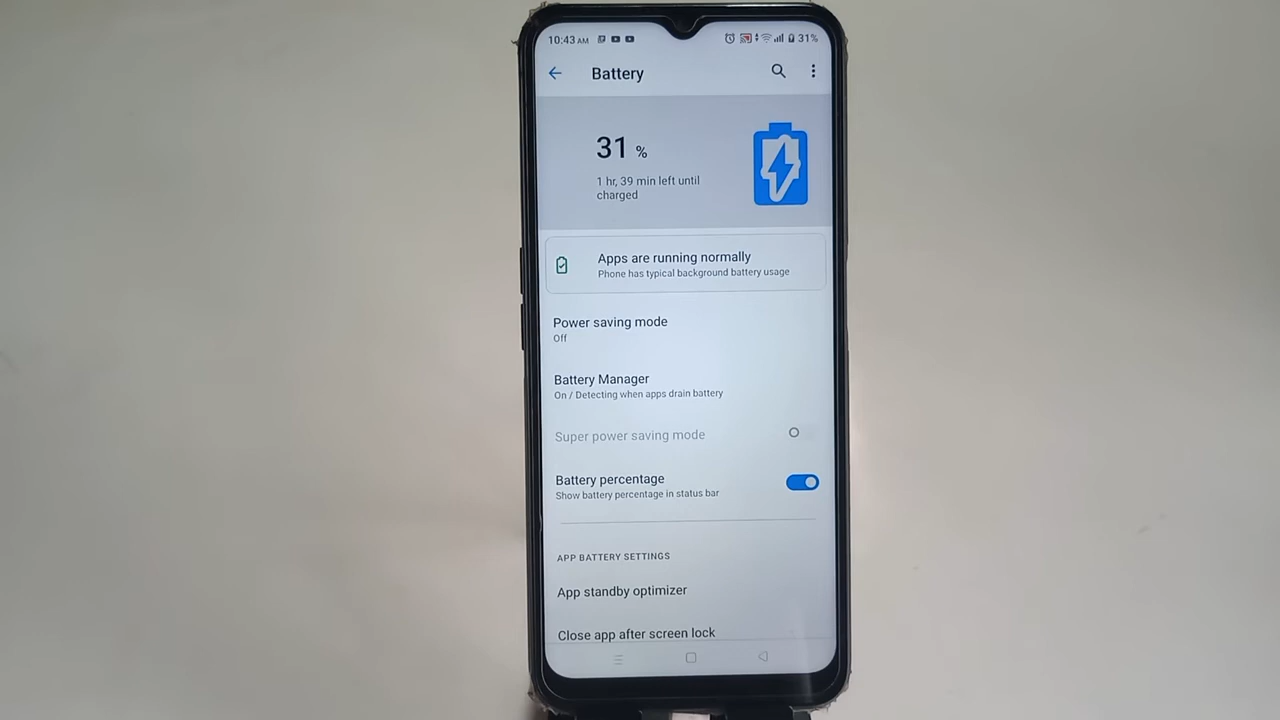 10:43 AM
31%
Battery
31 %
1 hr, 39 min left until
charged
Apps are running normally
Phone has typical background battery usage
Power saving mode
Off
Battery Manager
On / Detecting when apps drain battery
Super power saving mode
Battery percentage
Show battery percentage in status bar
APP BATTERY SETTINGS
App standby optimizer
Close app after screen lock